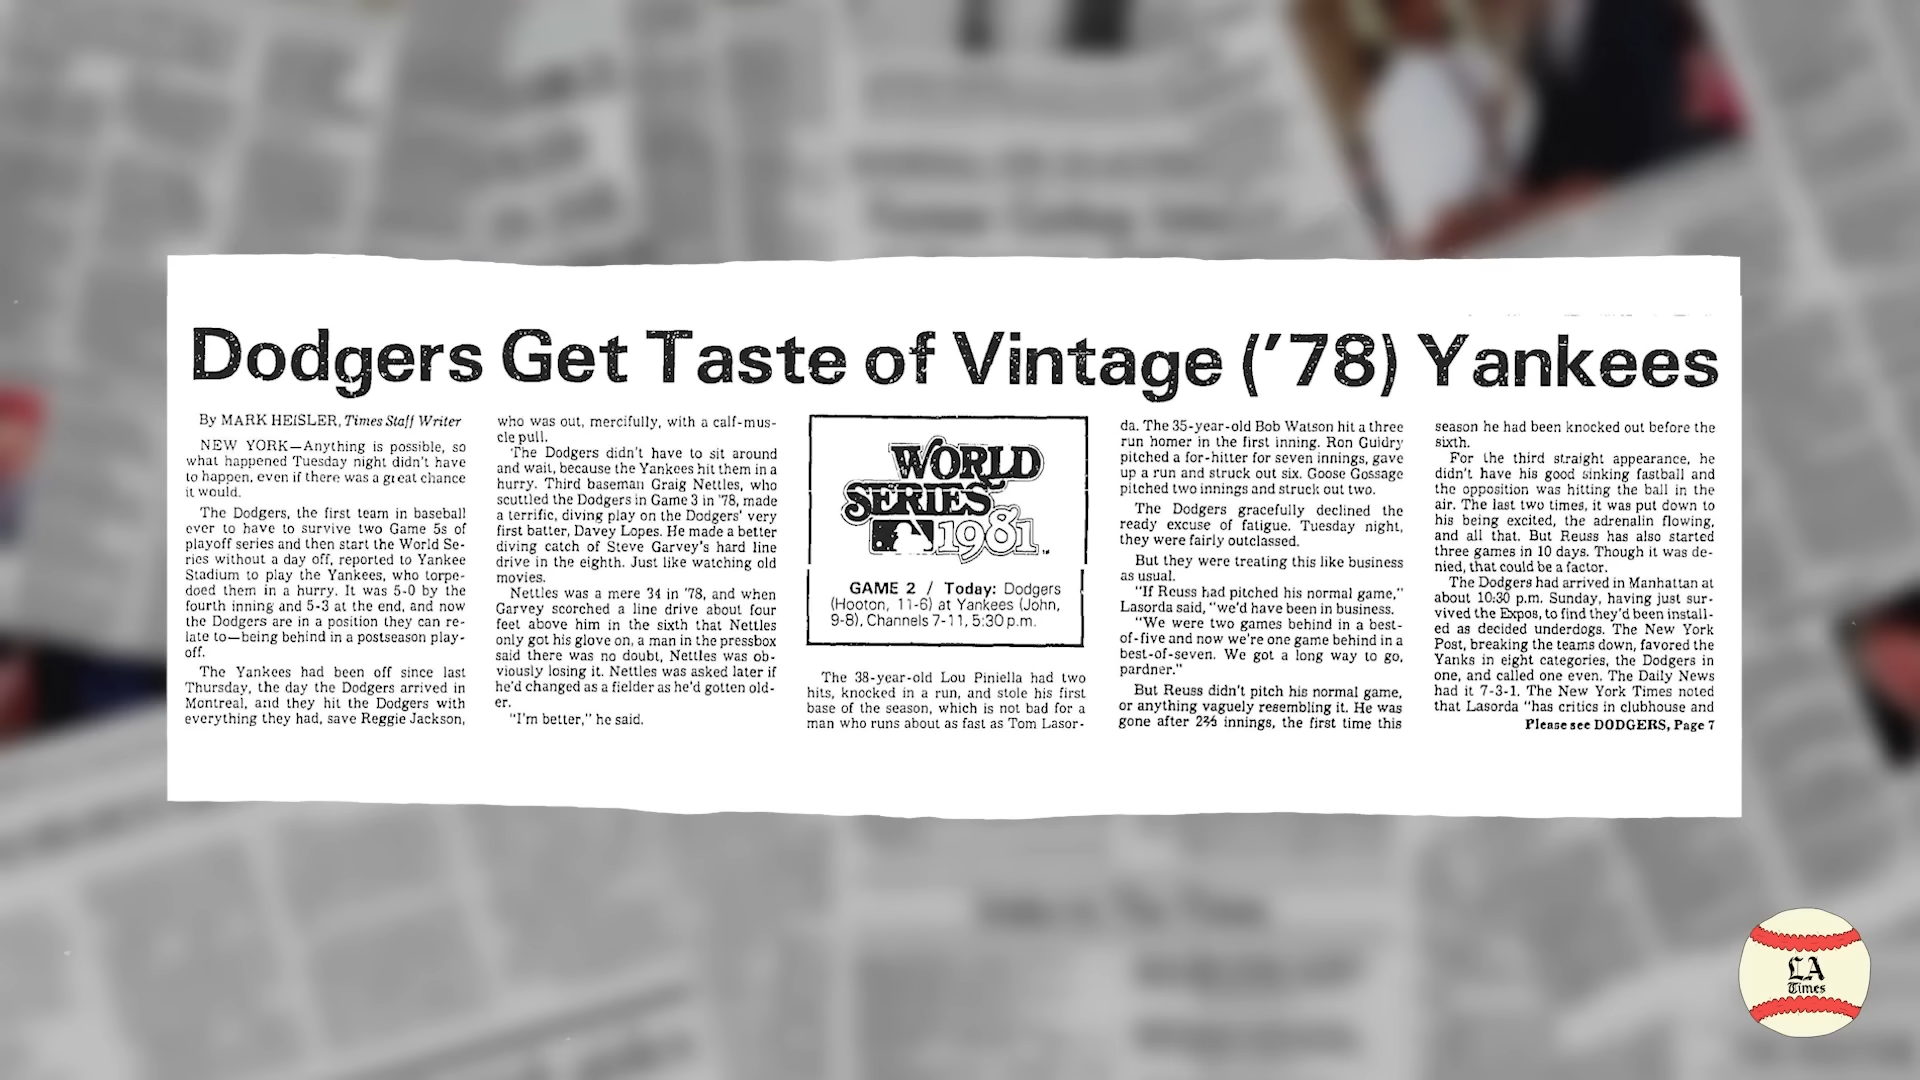 Dodgers Get Taste of Vintage ('78) Yankees
By MARK HEISLER, Times Staff Writer
NEW YORK—Anything is possible, so
what happened Tuesday night didn't have
to happen, even if there was a great chance
it would.
The Dodgers, the first team in baseball
ever to have to survive two Game 5s of
playoff series and then start the World Se-
ries without a day off, reported to Yankee
Stadium to play the Yankees, who torpe-
doed them in a hurry. It was 5-0 by the
fourth inning and 5-3 at the end, and now
the Dodgers are in a position they can re-
late to—being behind in a postseason play-
off.
The Yankees had been off since last
Thursday, the day the Dodgers arrived in
Montreal, and they hit the Dodgers with
everything they had, save Reggie Jackson,
who was out, mercifully, with a calf-mus-
cle pull.
The Dodgers didn't have to sit around
and wait, because the Yankees hit them in a
hurry. Third baseman Graig Nettles, who
scuttled the Dodgers in Game 3 in '78, made
a terrific, diving play on the Dodgers' very
first batter, Davey Lopes. He made a better
diving catch of Steve Garvey's hard line
drive in the eighth. Just like watching old
movies.
Nettles was a mere 34 in '78, and when
Garvey scorched a line drive about four
feet above him in the sixth that Nettles
only got his glove on, a man in the pressbox
said there was no doubt, Nettles was ob-
viously losing it. Nettles was asked later if
he'd changed as a fielder as he'd gotten old-
er.
"I'm better," he said.
WORLD
SERIES
1981
GAME 2 / Today: Dodgers
(Hooton, 11-6) at Yankees (John,
9-8), Channels 7-11, 5:30 p.m.
The 38-year-old Lou Piniella had two
hits, knocked in a run, and stole his first
base of the season, which is not bad for a
man who runs about as fast as Tom Lasor-
da. The 35-year-old Bob Watson hit a three
run homer in the first inning. Ron Guidry
pitched a for-hitter for seven innings, gave
up a run and struck out six. Goose Gossage
pitched two innings and struck out two.
The Dodgers gracefully declined the
ready excuse of fatigue. Tuesday night,
they were fairly outclassed.
But they were treating this like business
as usual.
"If Reuss had pitched his normal game,"
Lasorda said, "we'd have been in business.
"We were two games behind in a best-
of-five and now we're one game behind in a
best-of-seven. We got a long way to go,
pardner."
But Reuss didn't pitch his normal game,
or anything vaguely resembling it. He was
gone after 2⅔ innings, the first time this
season he had been knocked out before the
sixth.
For the third straight appearance, he
didn't have his good sinking fastball and
the opposition was hitting the ball in the
air. The last two times, it was put down to
his being excited, the adrenalin flowing,
and all that. But Reuss has also started
three games in 10 days. Though it was de-
nied, that could be a factor.
The Dodgers had arrived in Manhattan at
about 10:30 p.m. Sunday, having just sur-
vived the Expos, to find they'd been install-
ed as decided underdogs. The New York
Post, breaking the teams down, favored the
Yanks in eight categories, the Dodgers in
one, and called one even. The Daily News
had it 7-3-1. The New York Times noted
that Lasorda "has critics in clubhouse and
Please see DODGERS, Page 7
LA
Times